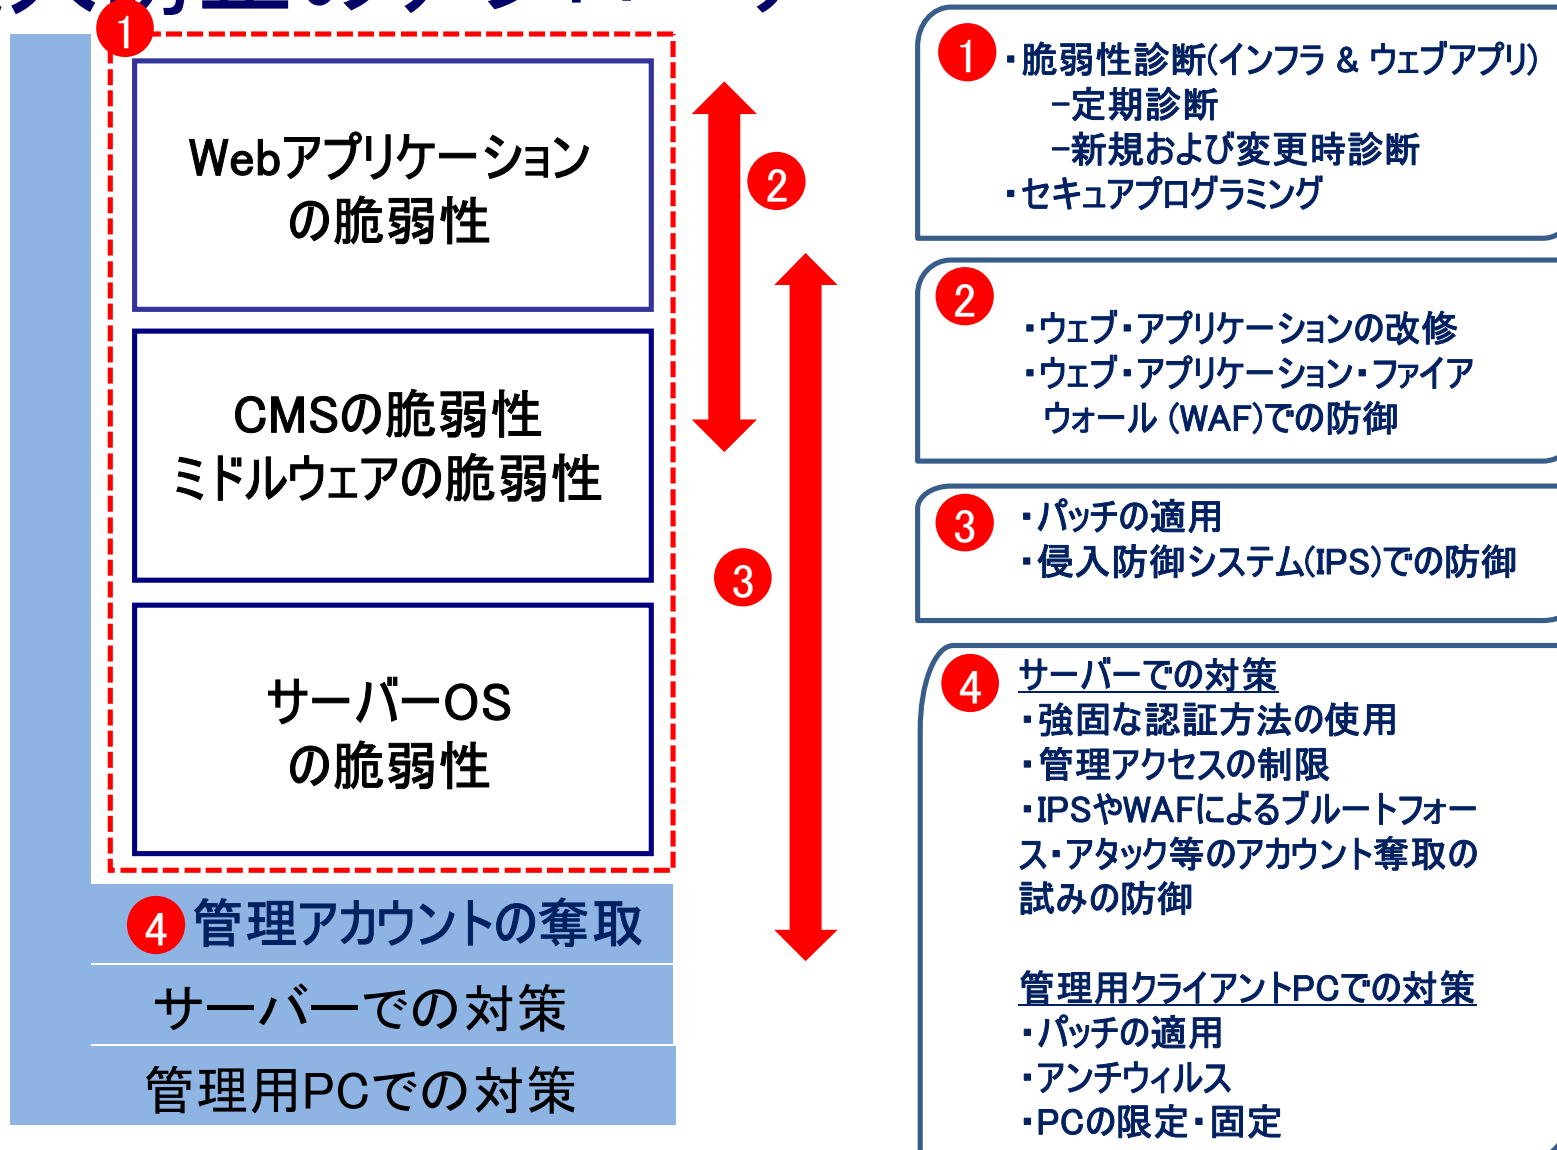 1
Webアプリケーション
の脆弱性
CMSの脆弱性
ミドルウェアの脆弱性
サーバーOS
の脆弱性
2
3
4 管理アカウントの奪取
サーバーでの対策
管理用PCでの対策
1 ・脆弱性診断(インフラ & ウェブアプリ)
−定期診断
−新規および変更時診断
・セキュアプログラミング
2
・ウェブ・アプリケーションの改修
・ウェブ・アプリケーション・ファイア
ウォール (WAF)での防御
3 ・パッチの適用
・侵入防御システム(IPS)での防御
4 サーバーでの対策
・強固な認証方法の使用
・管理アクセスの制限
・IPSやWAFによるブルートフォー
ス・アタック等のアカウント奪取の
試みの防御
管理用クライアントPCでの対策
・パッチの適用
・アンチウィルス
・PCの限定・固定